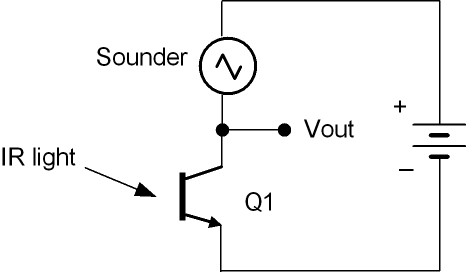 Sounder
Vout
+
IR light
Q1
–